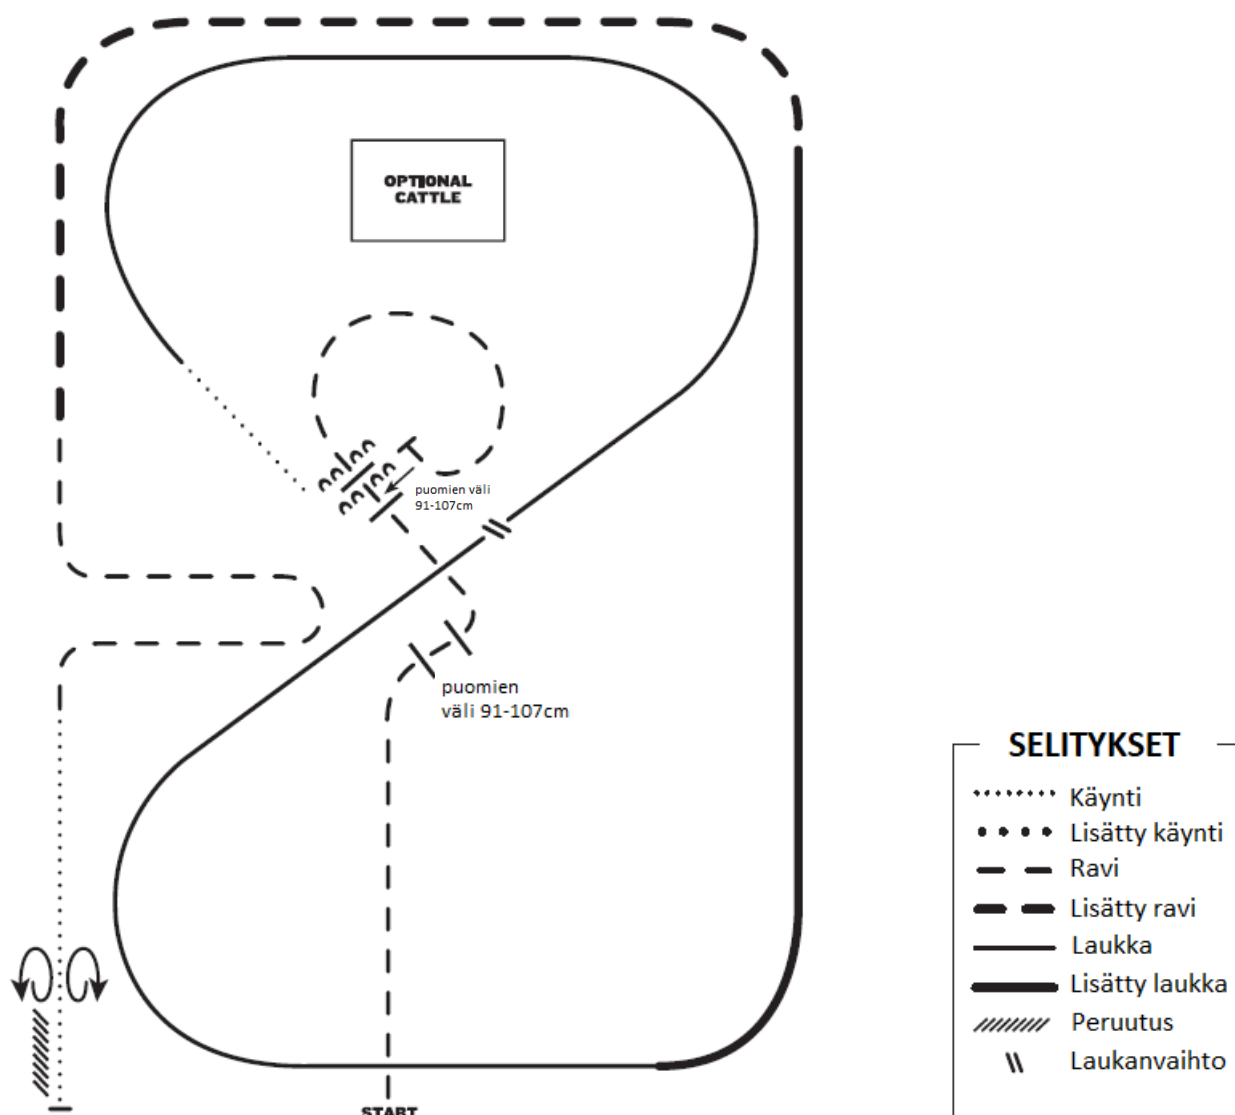 OPTIONAL
CATTLE
puomien väli
91-107cm
puomien
väli 91-107cm
START
SELITYKSET
Käynti
Lisätty käynti
Ravi
Lisätty ravi
Laukka
Lisätty laukka
Peruutus
Laukanvaihto